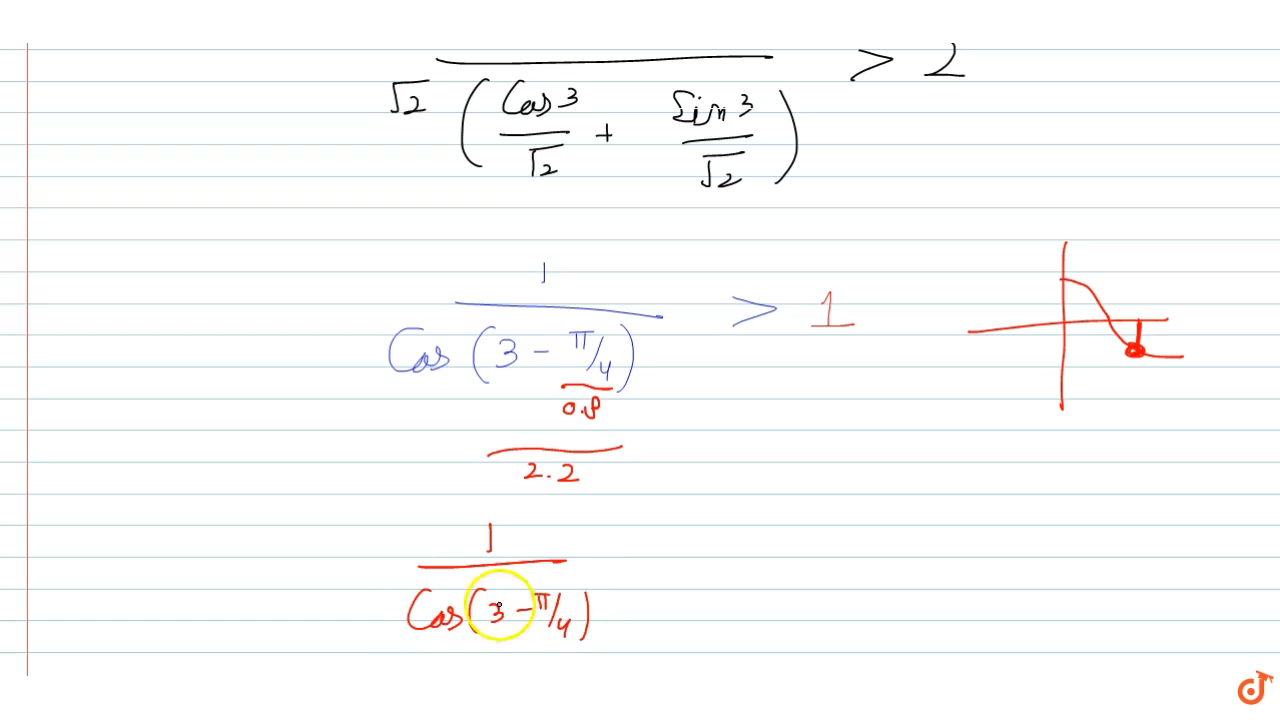 > 2
√2 ( Cos 3 / √2 + Sin 3 / √2 )
1 / Cos ( 3 − π/4 ) > 1
0.8
2.2
1 / Cos ( 3 − π/4 )